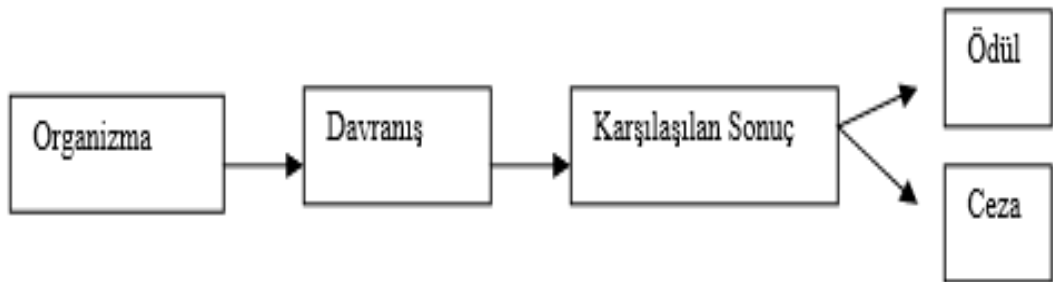 Organizma
Davranış
Karşılaşılan Sonuç
Ödül
Ceza